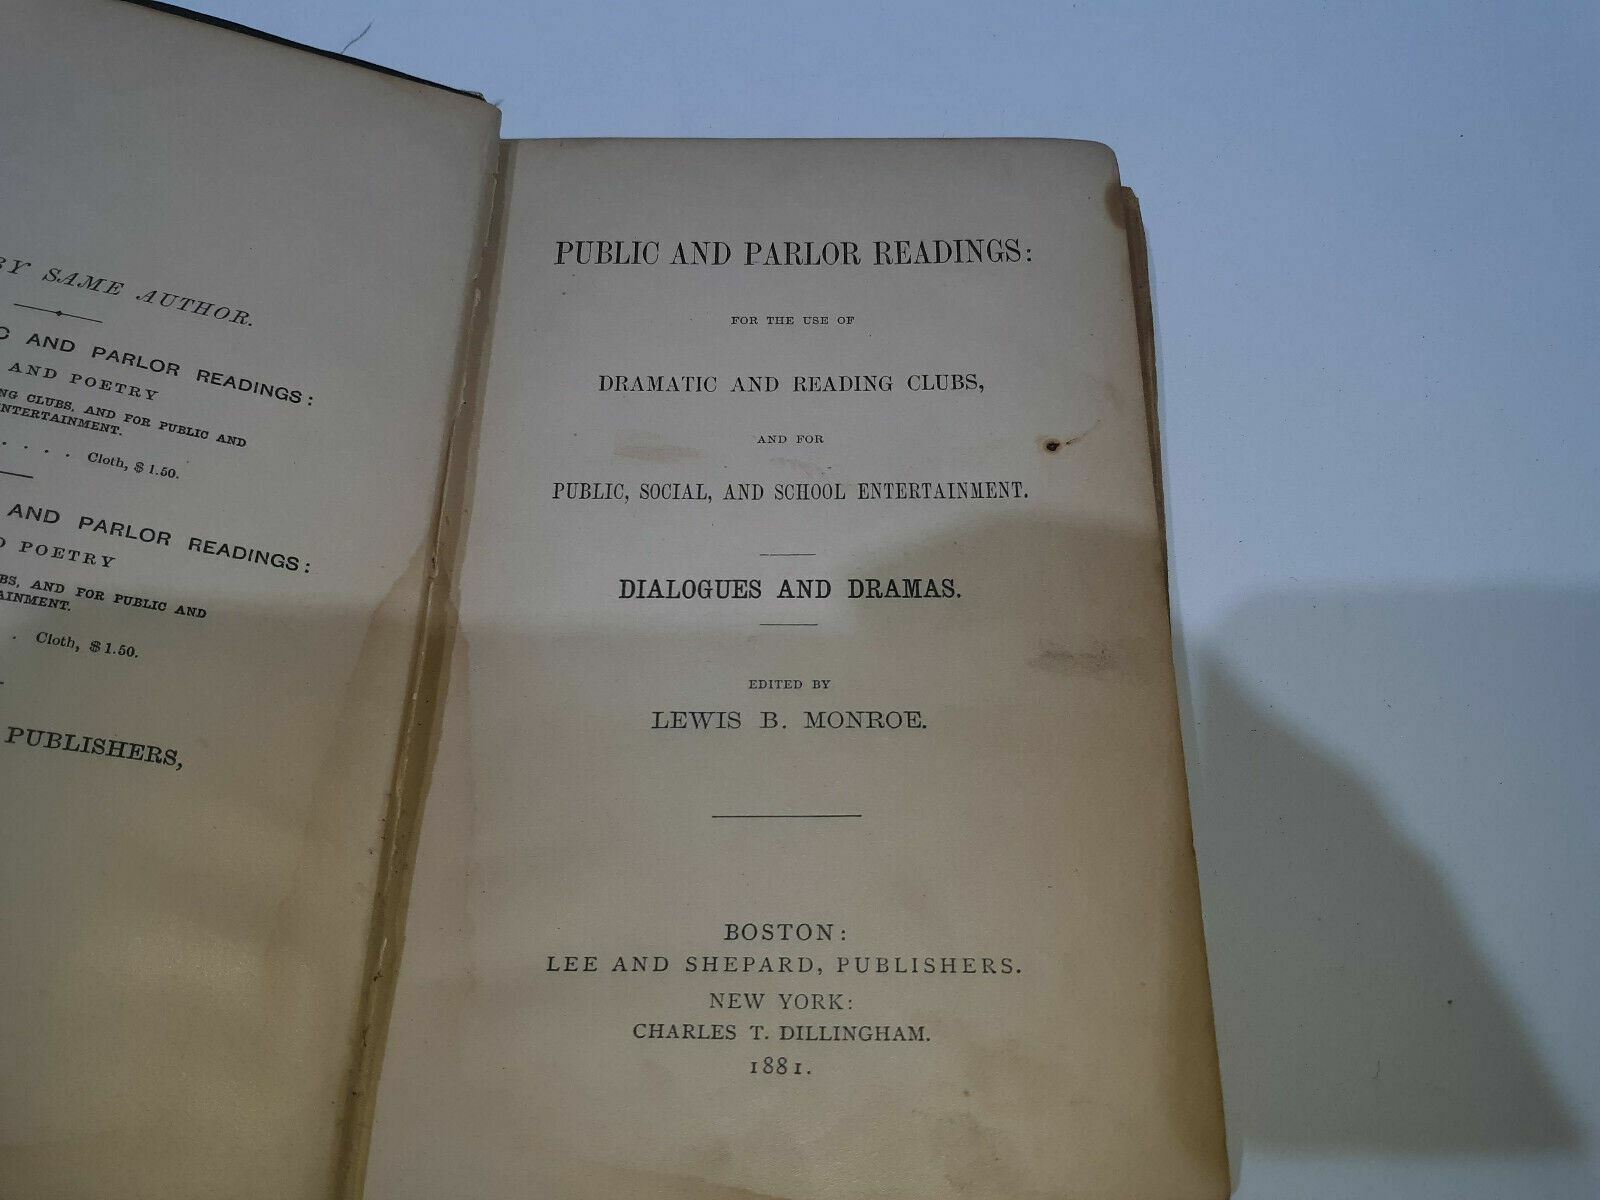 BY SAME AUTHOR.
AND PARLOR READINGS:
AND POETRY
CLUBS, AND FOR PUBLIC AND
ENTERTAINMENT.
. . . . . Cloth, $1.50.
AND PARLOR READINGS:
POETRY
AND FOR PUBLIC AND
. . Cloth, $1.50.
PUBLISHERS,
PUBLIC AND PARLOR READINGS:
FOR THE USE OF
DRAMATIC AND READING CLUBS,
AND FOR
PUBLIC, SOCIAL, AND SCHOOL ENTERTAINMENT.
DIALOGUES AND DRAMAS.
EDITED BY
LEWIS B. MONROE.
BOSTON:
LEE AND SHEPARD, PUBLISHERS.
NEW YORK:
CHARLES T. DILLINGHAM.
1881.